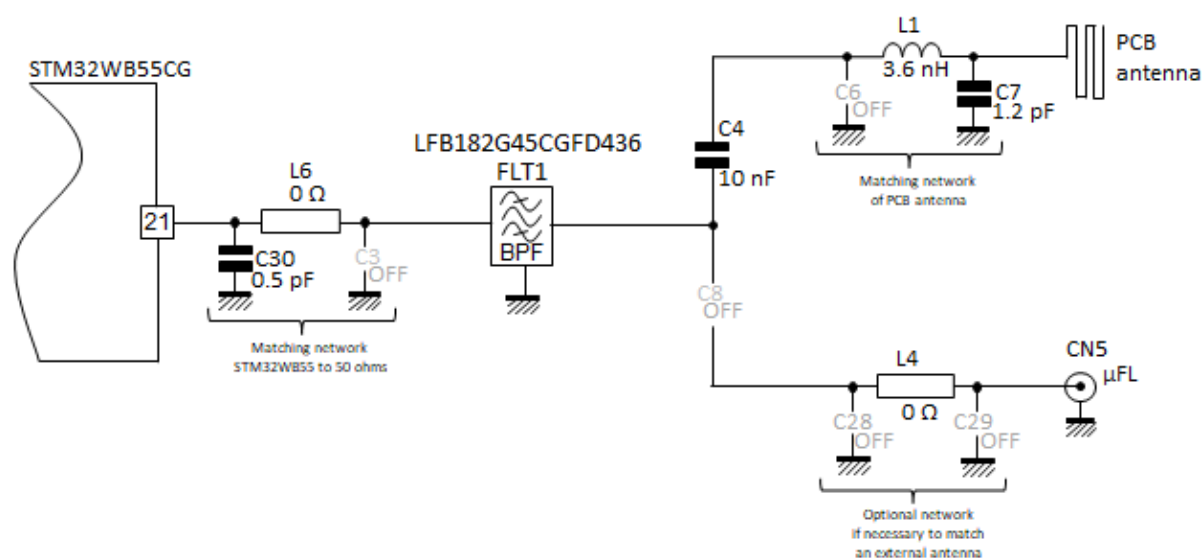 STM32WB55CG
21
L6
0 Ω
C30
0.5 pF
C3
OFF
Matching network
STM32WB55 to 50 ohms
LFB182G45CGFD436
FLT1
BPF
C4
10 nF
L1
3.6 nH
C6
OFF
C7
1.2 pF
PCB
antenna
Matching network
of PCB antenna
C8
OFF
L4
0 Ω
C28
OFF
C29
OFF
CN5
µFL
Optional network
if necessary to match
an external antenna